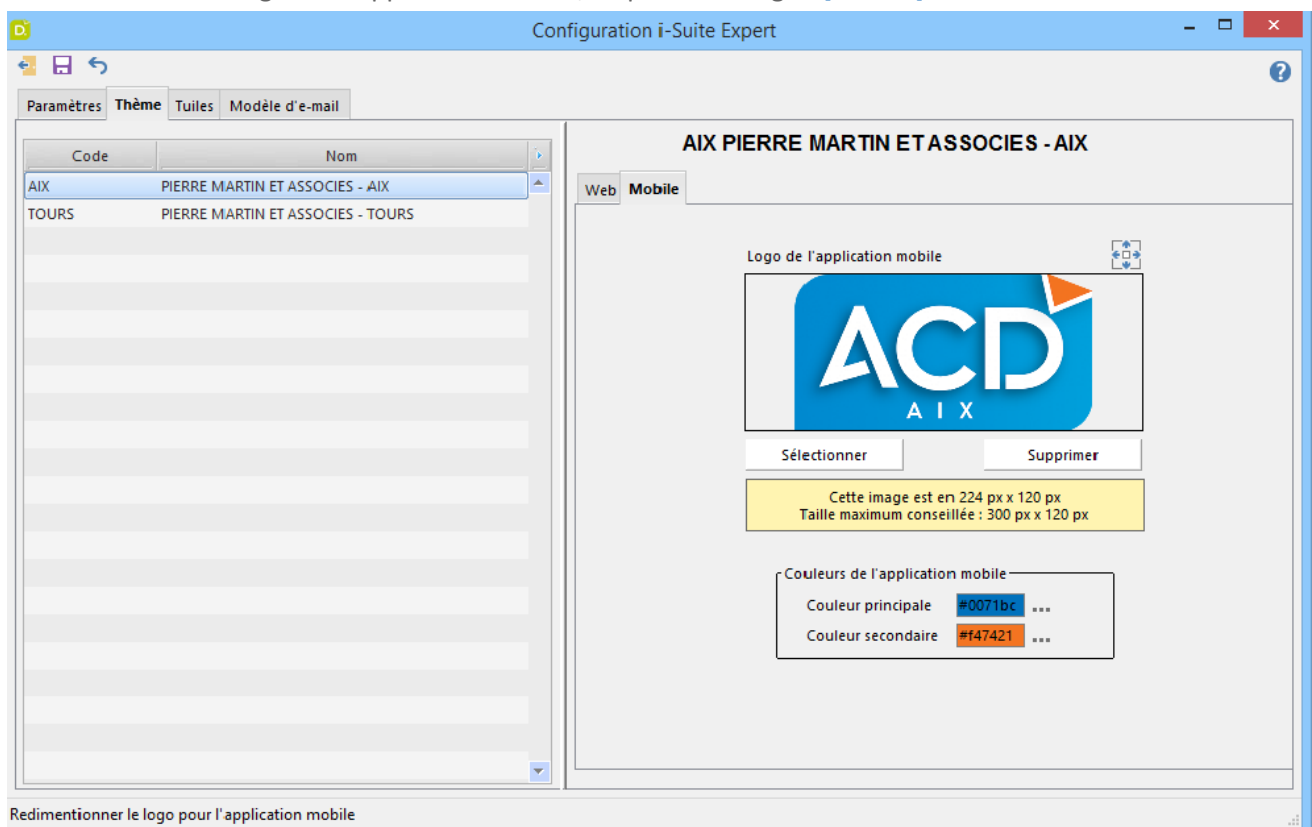 Configuration i-Suite Expert
Paramètres Thème Tuiles Modèle d'e-mail
Code Nom
AIX PIERRE MARTIN ET ASSOCIES - AIX
TOURS PIERRE MARTIN ET ASSOCIES - TOURS
AIX PIERRE MARTIN ET ASSOCIES - AIX
Web Mobile
Logo de l'application mobile
ACD
AIX
Sélectionner Supprimer
Cette image est en 224 px x 120 px
Taille maximum conseillée : 300 px x 120 px
Couleurs de l'application mobile
Couleur principale #0071bc ...
Couleur secondaire #f47421 ...
Redimentionner le logo pour l'application mobile